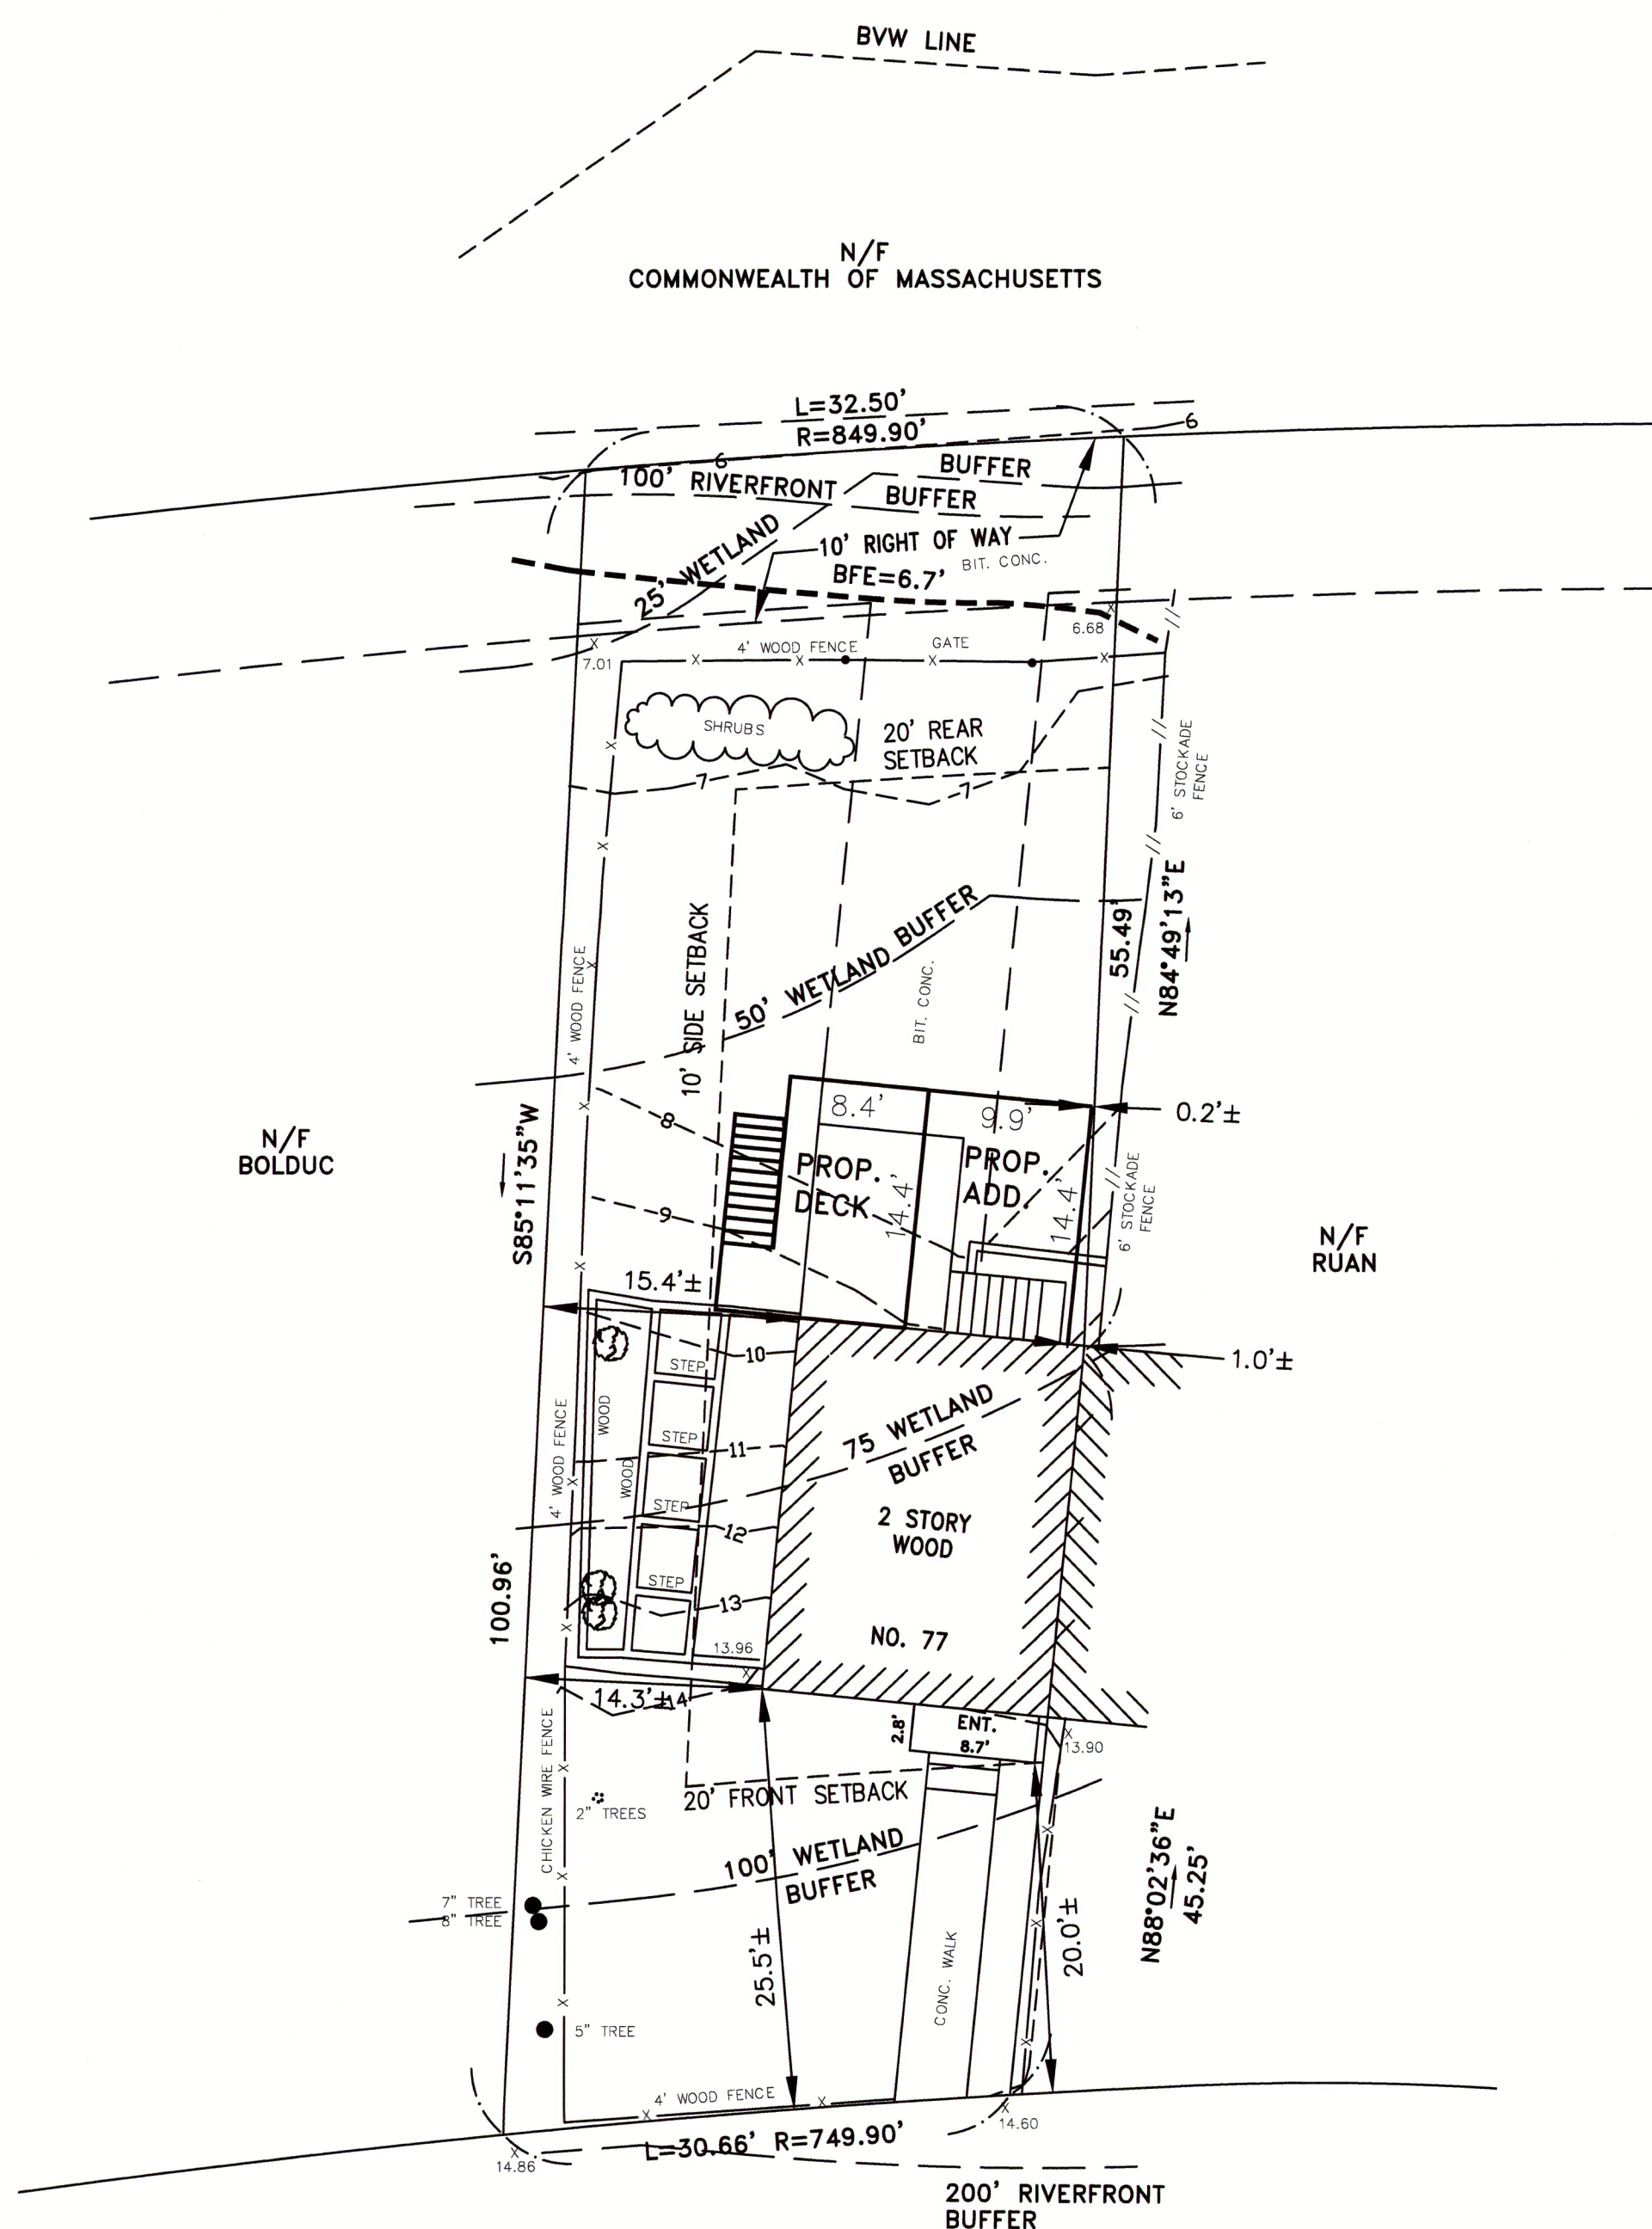 BVW LINE
N/F
COMMONWEALTH OF MASSACHUSETTS
L=32.50'
R=849.90'
6
6
BUFFER
100' RIVERFRONT BUFFER
25' WETLAND
10' RIGHT OF WAY
BIT. CONC.
BFE=6.7'
6.68
4' WOOD FENCE
GATE
7.01
SHRUBS
20' REAR
SETBACK
6' STOCKADE
FENCE
7
7
55.49'
N84°49'13"E
10' SIDE SETBACK
50' WETLAND BUFFER
4' WOOD FENCE
BIT. CONC.
8.4'
9.9'
0.2'±
8
N/F
BOLDUC
S85°11'35"W
PROP.
DECK
14.4'
PROP.
ADD.
14.4'
6' STOCKADE
FENCE
9
N/F
RUAN
15.4'±
10
STEP
1.0'±
WOOD
4' WOOD FENCE
75 WETLAND
BUFFER
STEP
11
WOOD
STEP
12
2 STORY
WOOD
100.96'
STEP
13
13.96
NO. 77
14.3'±
14
2.8'
ENT.
8.7'
13.90
CHICKEN WIRE FENCE
20' FRONT SETBACK
2" TREES
100' WETLAND
BUFFER
N88°02'36"E
45.25'
7" TREE
8" TREE
25.5'±
20.0'±
CONC. WALK
5" TREE
4' WOOD FENCE
14.60
L=30.66' R=749.90'
14.86
200' RIVERFRONT
BUFFER